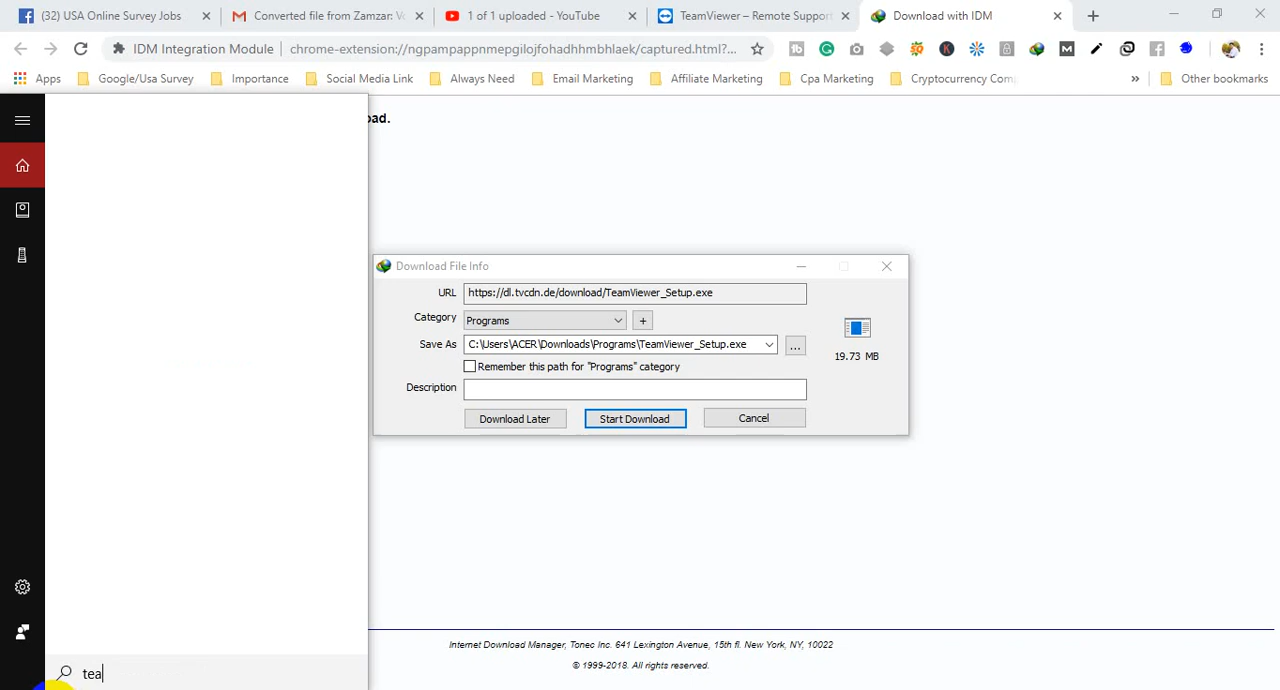 (32) USA Online Survey Jobs
Converted file from Zamzar: Vo
1 of 1 uploaded - YouTube
TeamViewer – Remote Support
Download with IDM
IDM Integration Module
chrome-extension://ngpampappnmepgilojfohadhhmbhlaek/captured.html?...
Apps
Google/Usa Survey
Importance
Social Media Link
Always Need
Email Marketing
Affiliate Marketing
Cpa Marketing
Cryptocurrency Com
»
Other bookmarks
oad.
Download File Info
URL
https://dl.tvcdn.de/download/TeamViewer_Setup.exe
Category
Programs
+
Save As
C:\Users\ACER\Downloads\Programs\TeamViewer_Setup.exe
...
19.73 MB
Remember this path for "Programs" category
Description
Download Later
Start Download
Cancel
Internet Download Manager, Tonec Inc. 641 Lexington Avenue, 15th fl. New York, NY, 10022
© 1999-2018. All rights reserved.
tea